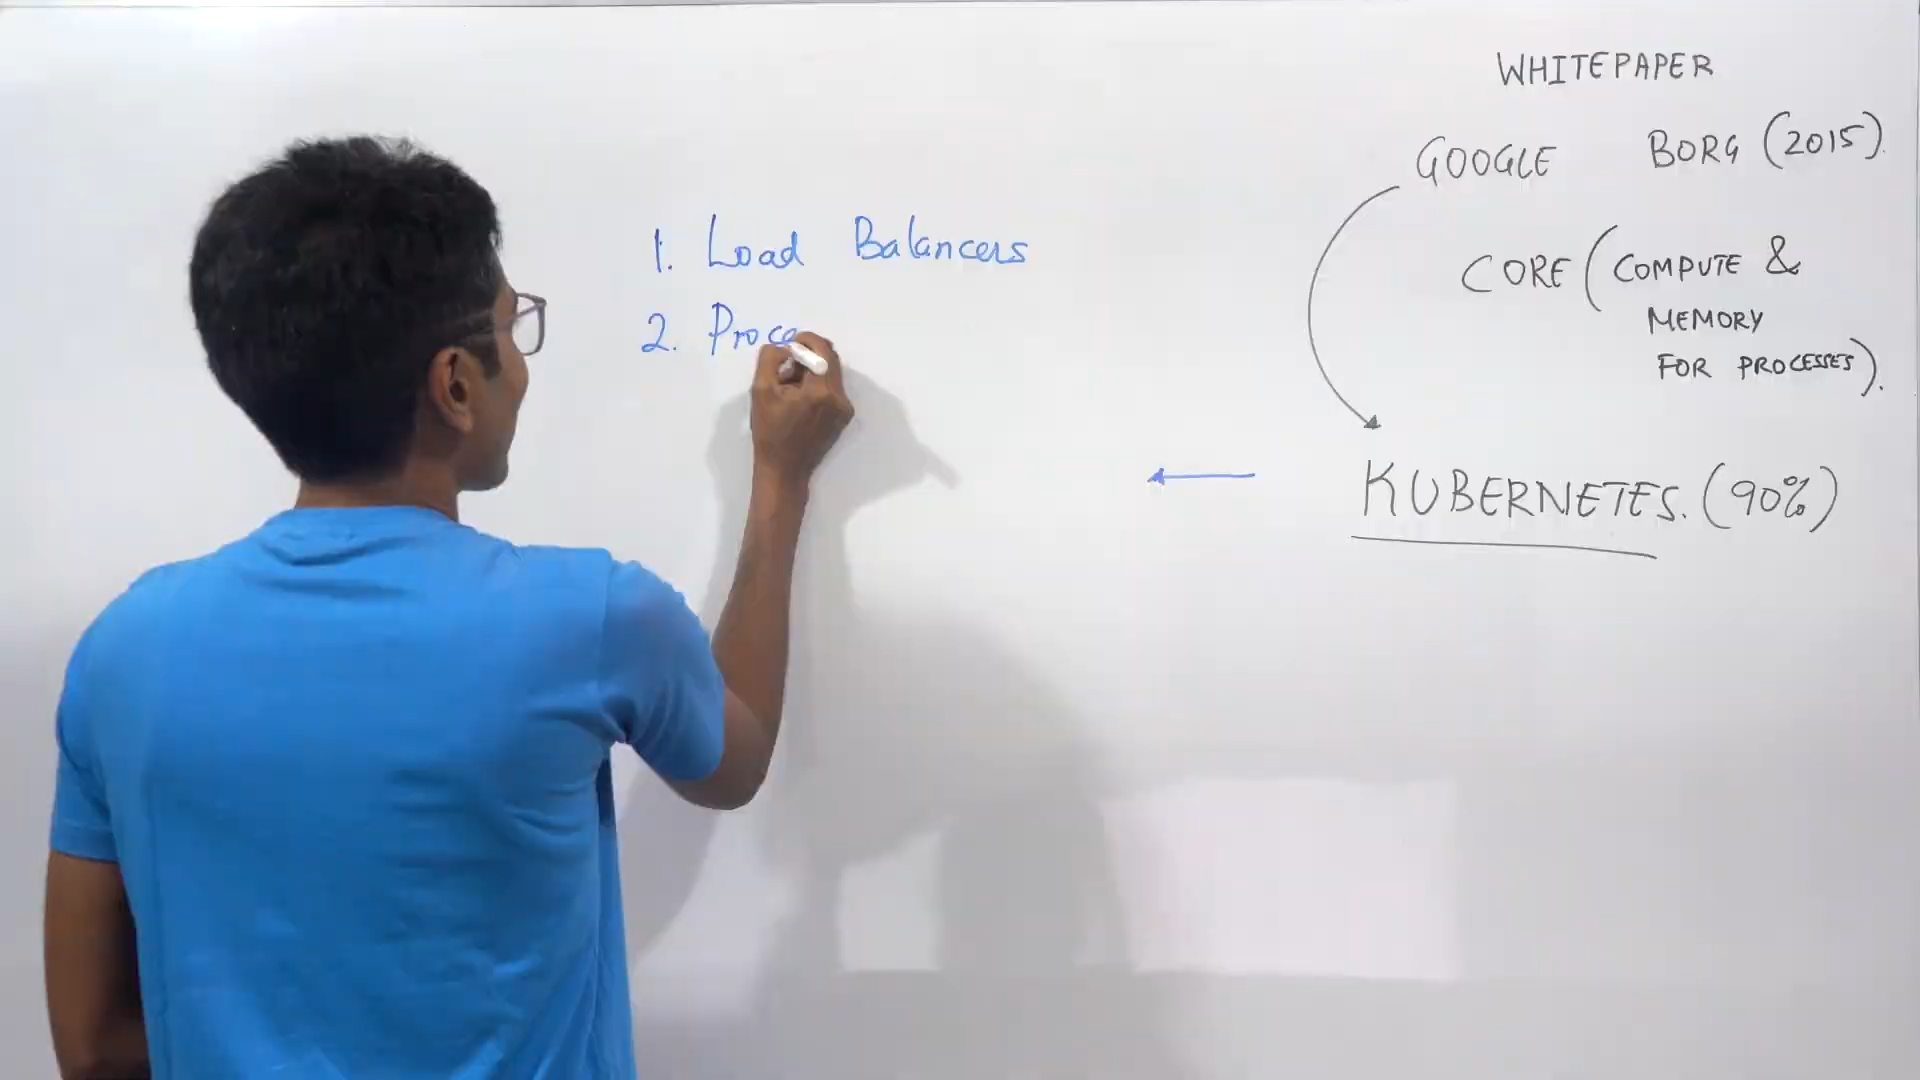 WHITEPAPER
GOOGLE BORG (2015).
CORE (COMPUTE &
MEMORY
FOR PROCESSES).
KUBERNETES. (90%)
1. Load Balancers
2. Proce